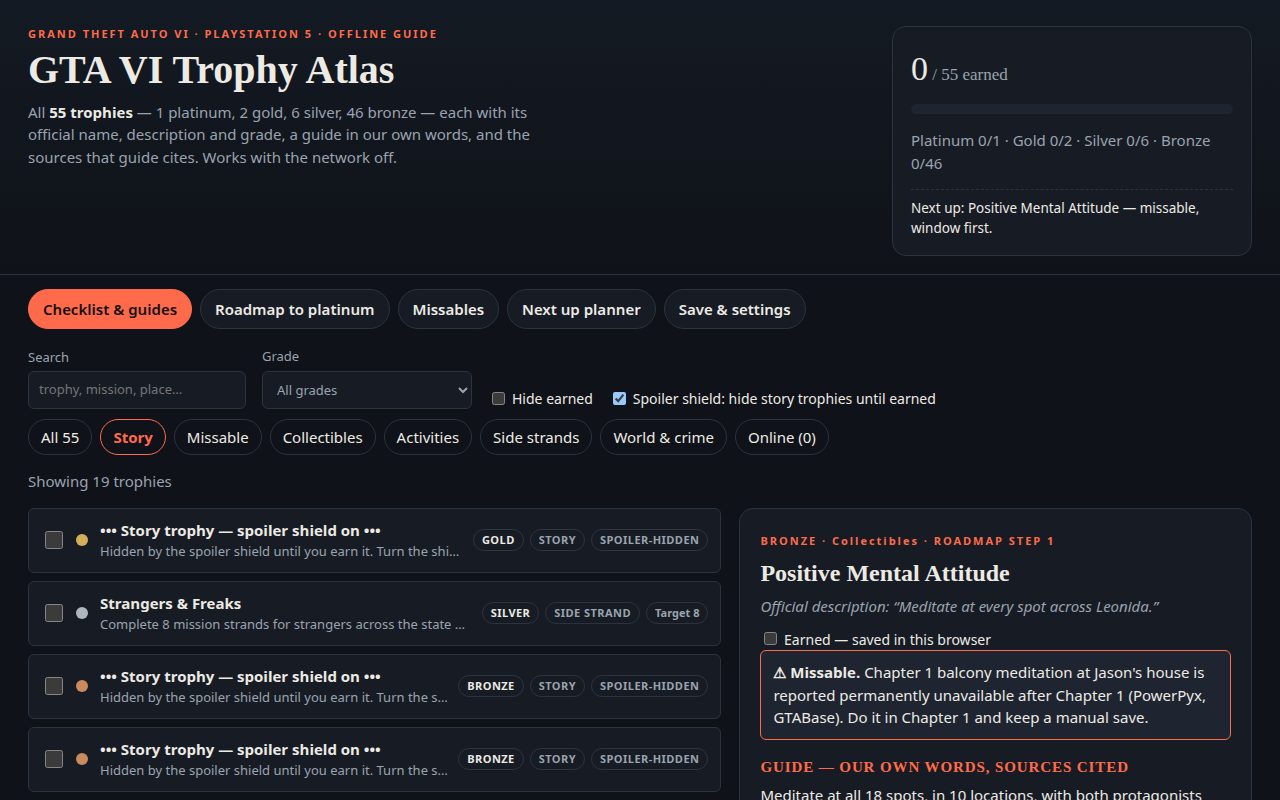 GRAND THEFT AUTO VI · PLAYSTATION 5 · OFFLINE GUIDE
GTA VI Trophy Atlas
All 55 trophies — 1 platinum, 2 gold, 6 silver, 46 bronze — each with its
official name, description and grade, a guide in our own words, and the
sources that guide cites. Works with the network off.
0 / 55 earned
Platinum 0/1 · Gold 0/2 · Silver 0/6 · Bronze
0/46
Next up: Positive Mental Attitude — missable,
window first.
Checklist & guides
Roadmap to platinum
Missables
Next up planner
Save & settings
Search
trophy, mission, place...
Grade
All grades
Hide earned
Spoiler shield: hide story trophies until earned
All 55
Story
Missable
Collectibles
Activities
Side strands
World & crime
Online (0)
Showing 19 trophies
••• Story trophy — spoiler shield on •••
Hidden by the spoiler shield until you earn it. Turn the shi...
GOLD
STORY
SPOILER-HIDDEN
Strangers & Freaks
Complete 8 mission strands for strangers across the state ...
SILVER
SIDE STRAND
Target 8
••• Story trophy — spoiler shield on •••
Hidden by the spoiler shield until you earn it. Turn the s...
BRONZE
STORY
SPOILER-HIDDEN
••• Story trophy — spoiler shield on •••
Hidden by the spoiler shield until you earn it. Turn the s...
BRONZE
STORY
SPOILER-HIDDEN
BRONZE · Collectibles · ROADMAP STEP 1
Positive Mental Attitude
Official description: “Meditate at every spot across Leonida.”
Earned — saved in this browser
⚠ Missable. Chapter 1 balcony meditation at Jason's house is
reported permanently unavailable after Chapter 1 (PowerPyx,
GTABase). Do it in Chapter 1 and keep a manual save.
GUIDE — OUR OWN WORDS, SOURCES CITED
Meditate at all 18 spots, in 10 locations, with both protagonists